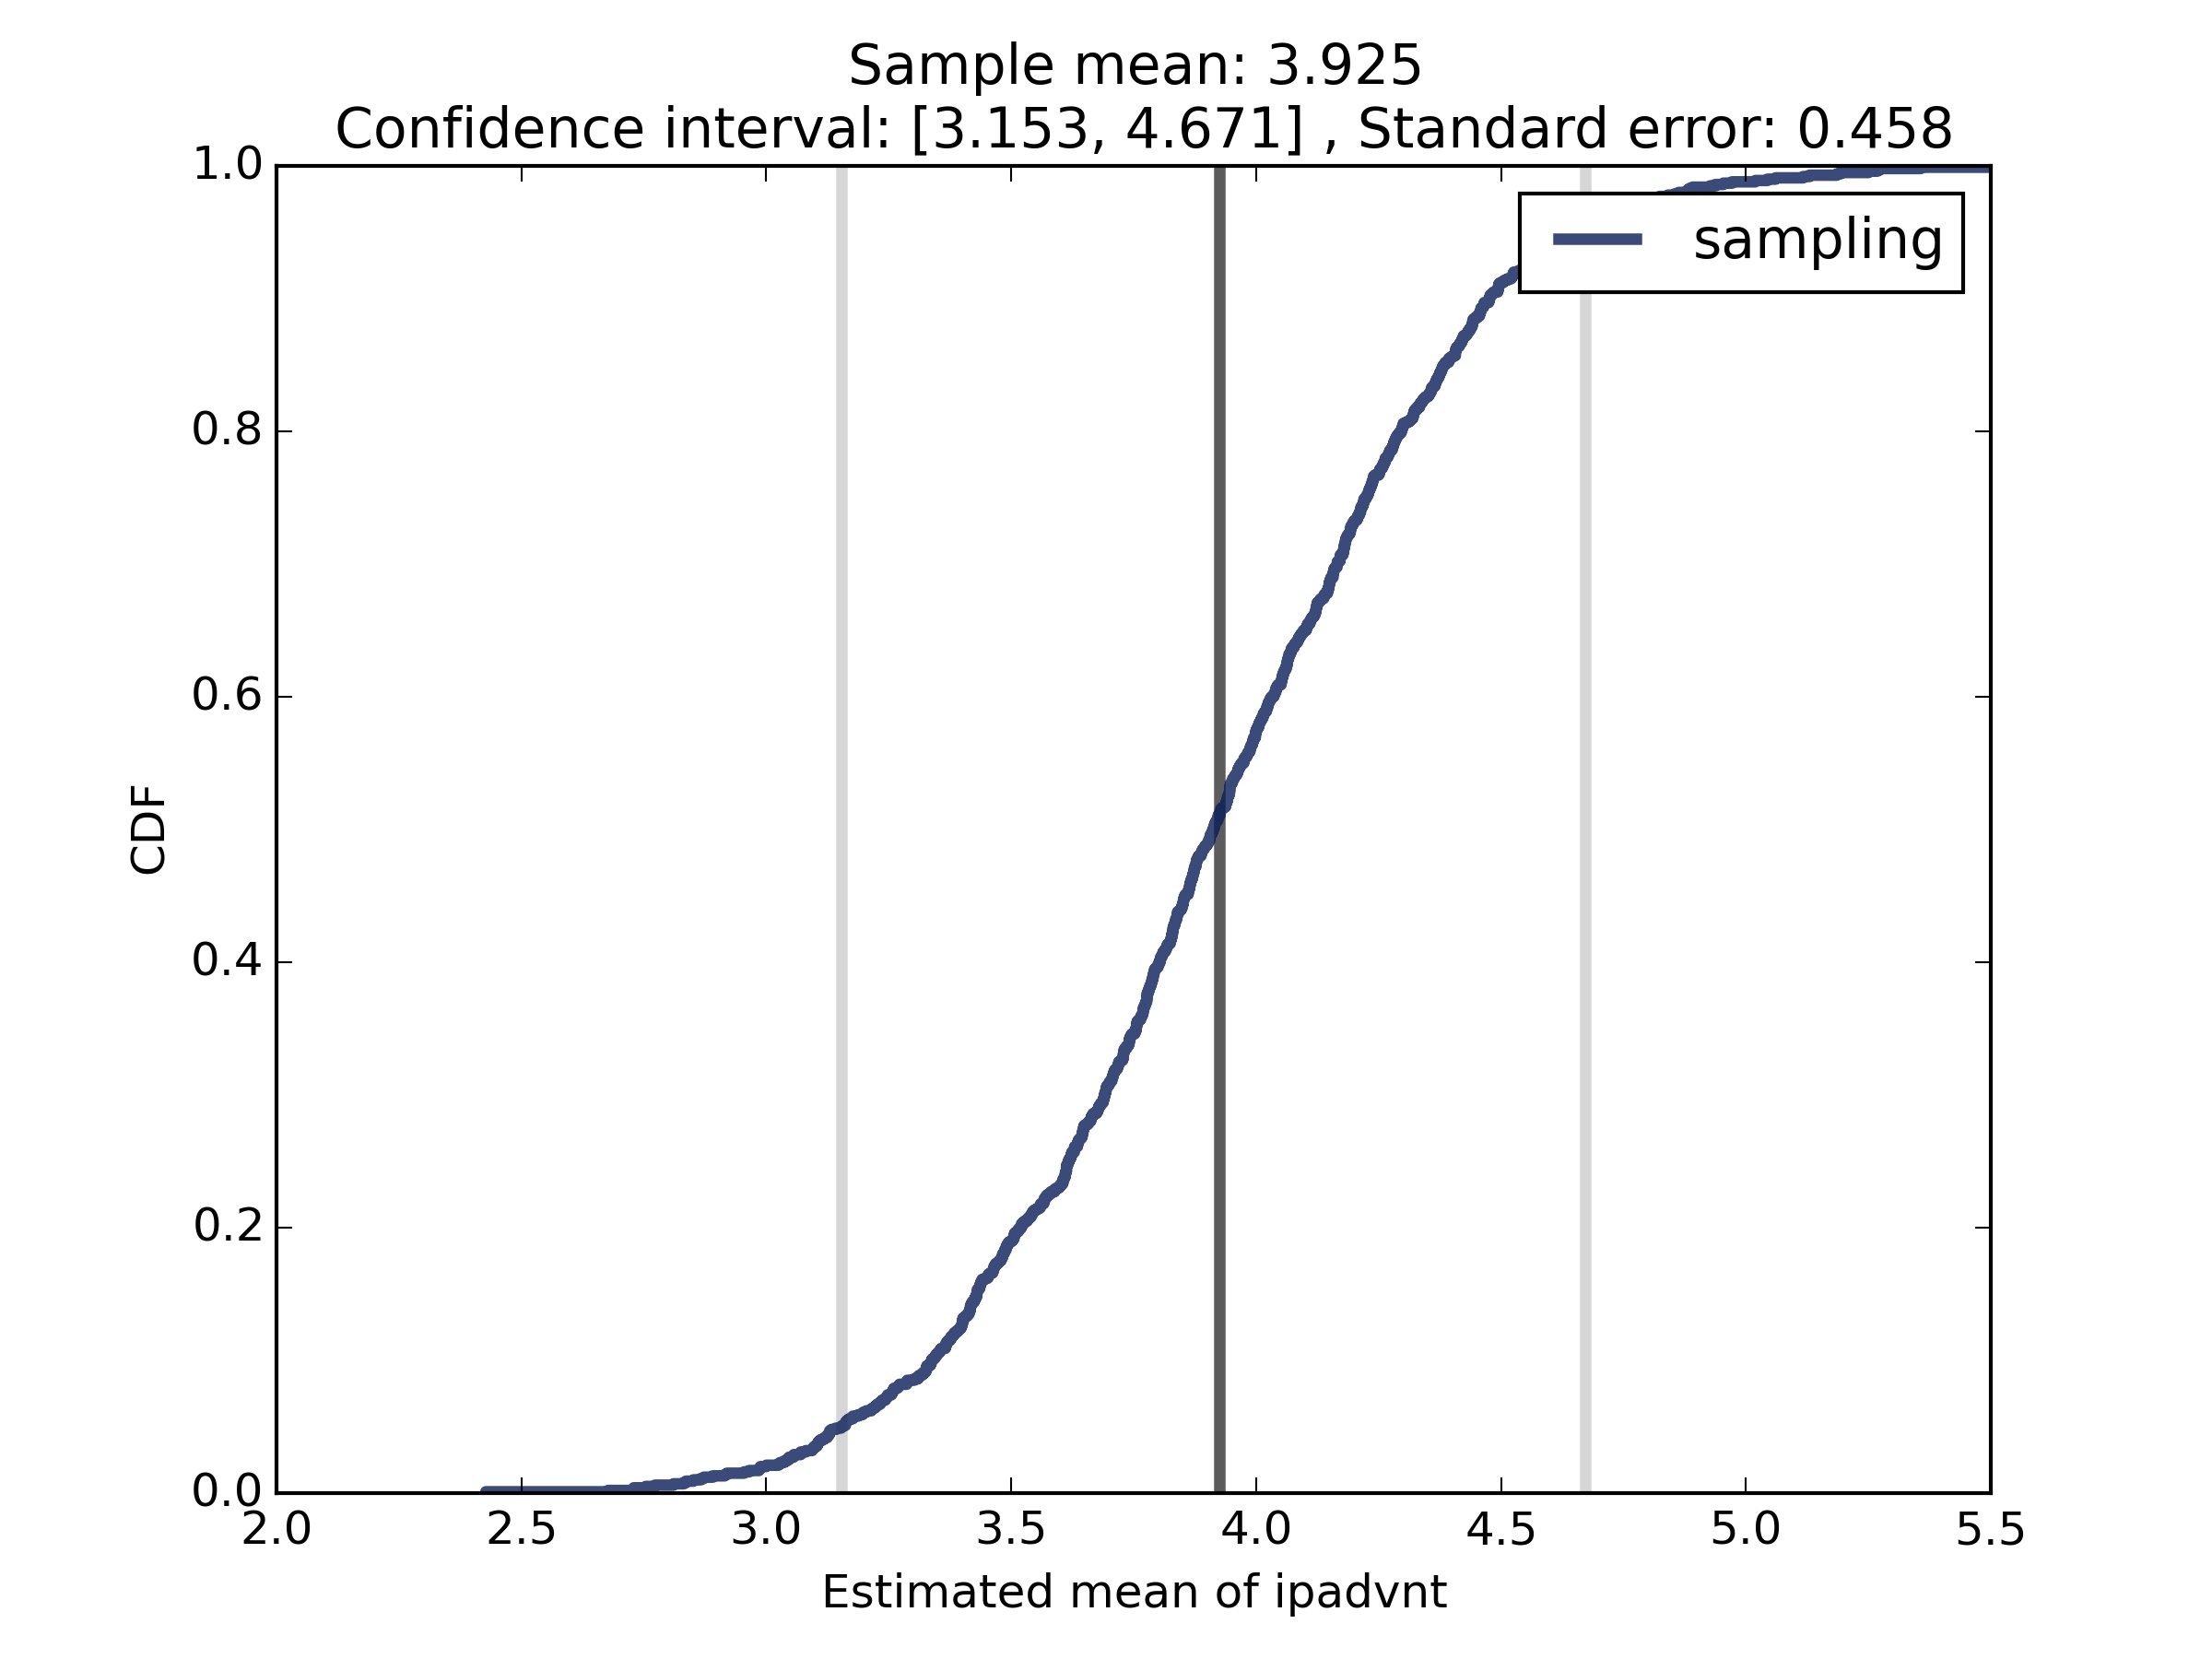 Sample mean: 3.925
Confidence interval: [3.153, 4.671] , Standard error: 0.458
sampling
1.0
0.8
0.6
0.4
0.2
0.0
CDF
2.0 2.5 3.0 3.5 4.0 4.5 5.0 5.5
Estimated mean of ipadvnt